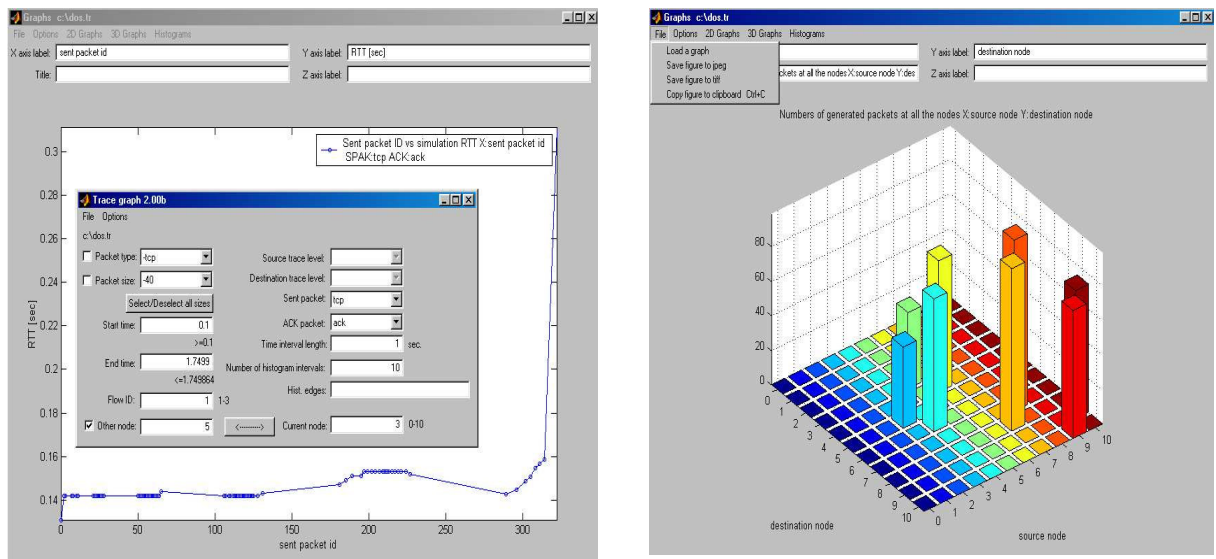 Graphs c:\dos.tr
File Options 2D Graphs 3D Graphs Histograms
X axis label: sent packet id
Y axis label: RTT [sec]
Title:
Z axis label:
Sent packet ID vs simulation RTT X:sent packet id
SPAK:tcp ACK:ack
0.3
0.28
0.26
0.24
0.22
0.2
0.18
0.16
0.14
RTT [sec]
0 50 100 150 200 250 300
sent packet id
Trace graph 2.00b
File Options
c:\dos.tr
Packet type: -tcp
Source trace level:
Packet size: -40
Destination trace level:
Select/Deselect all sizes
Sent packet: tcp
Start time: 0.1
>=0.1
ACK packet: ack
Time interval length: 1 sec.
End time: 1.7499
<=1.749864
Number of histogram intervals: 10
Hist. edges:
Flow ID: 1 1-3
Other node: 5
<---------->
Current node: 3 0-10
Graphs c:\dos.tr
File Options 2D Graphs 3D Graphs Histograms
Load a graph
Save figure to jpeg
Save figure to tiff
Copy figure to clipboard Ctrl+C
Y axis label: destination node
ckets at all the nodes X:source node Y:des
Z axis label:
Numbers of generated packets at all the nodes X:source node Y:destination node
80
60
40
20
0
0 1 2 3 4 5 6 7 8 9 10
destination node
0 1 2 3 4 5 6 7 8 9 10
source node